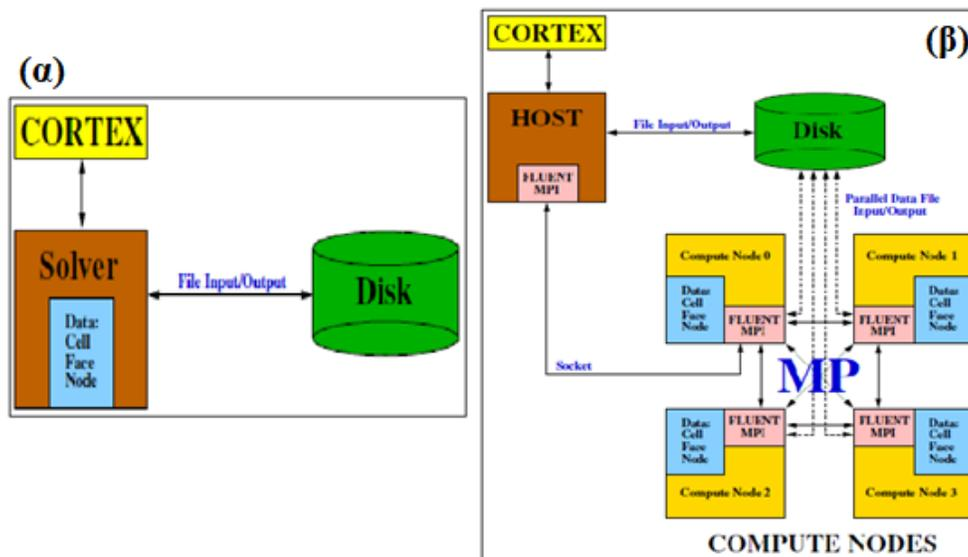 (α)
CORTEX
Solver
Data:
Cell
Face
Node
File Input/Output
Disk
(β)
CORTEX
HOST
FLUENT
MPI
File Input/Output
Disk
Parallel Data File
Input/Output
Compute Node 0
Data:
Cell
Face
Node
FLUENT
MPI
Compute Node 1
FLUENT
MPI
Data:
Cell
Face
Node
Socket
MP
Data:
Cell
Face
Node
FLUENT
MPI
Compute Node 2
FLUENT
MPI
Data:
Cell
Face
Node
Compute Node 3
COMPUTE NODES